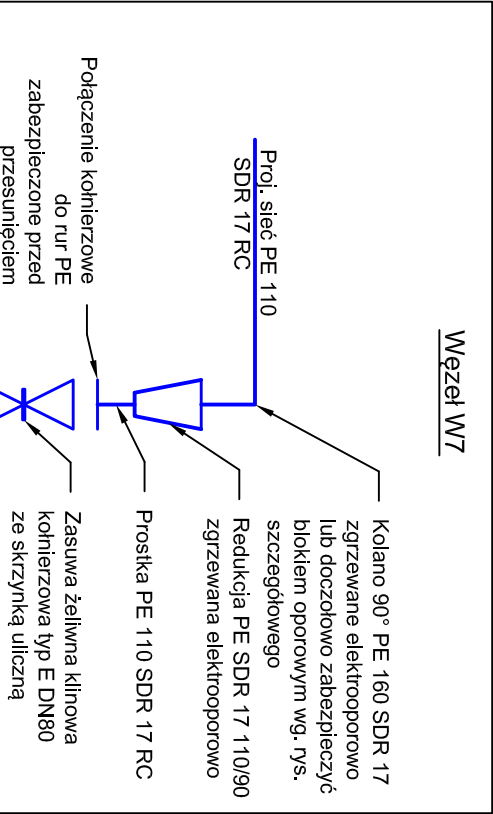 Węzeł W7
Proj. sieć PE 110
SDR 17 RC
Kolano 90° PE 160 SDR 17
zgrzewane elektrooporowo
lub doczołowo zabezpieczyć
blokiem oporowym wg. rys.
szczegółowego
Redukcja PE SDR 17 110/90
zgrzewana elektrooporowo
Prostka PE 110 SDR 17 RC
Połączenie kołnierzowe
do rur PE
zabezpieczone przed
przesunięciem
Zasuwa żeliwna klinowa
kołnierzowa typ E DN80
ze skrzynką uliczną